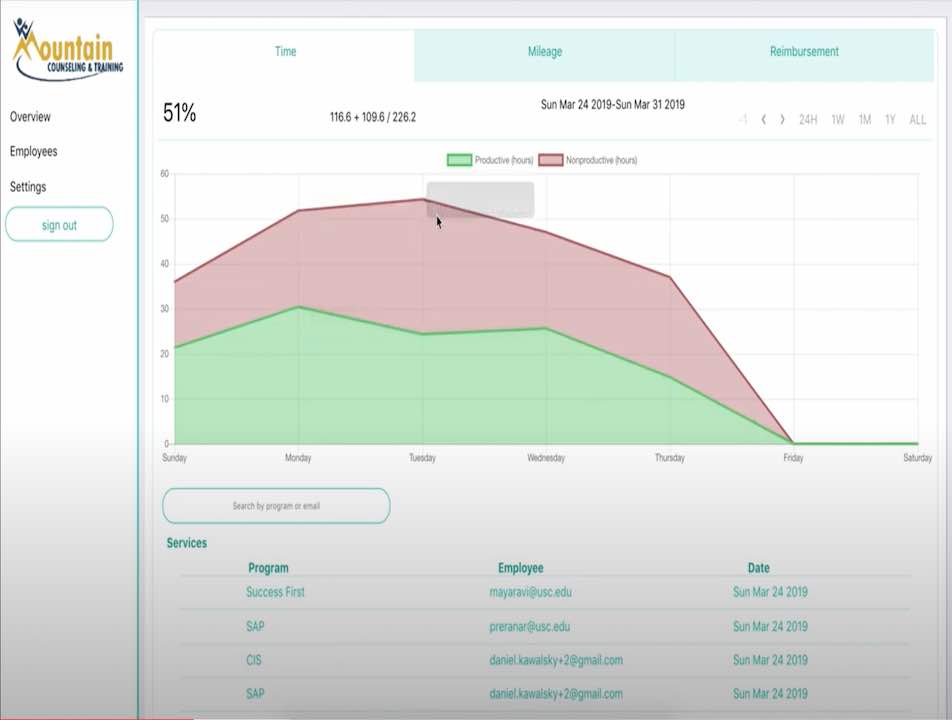 Mountain
COUNSELING & TRAINING
Overview
Employees
Settings
sign out
Time Mileage Reimbursement
51% 116.6 + 109.6 / 226.2 Sun Mar 24 2019-Sun Mar 31 2019
-1 ❮ ❯ 24H 1W 1M 1Y ALL
Productive (hours) Nonproductive (hours)
60
50
40
30
20
10
0
Sunday Monday Tuesday Wednesday Thursday Friday Saturday
Search by program or email
Services
Program Employee Date
Success First mayaravi@usc.edu Sun Mar 24 2019
SAP preranar@usc.edu Sun Mar 24 2019
CIS daniel.kawalsky+2@gmail.com Sun Mar 24 2019
SAP daniel.kawalsky+2@gmail.com Sun Mar 24 2019